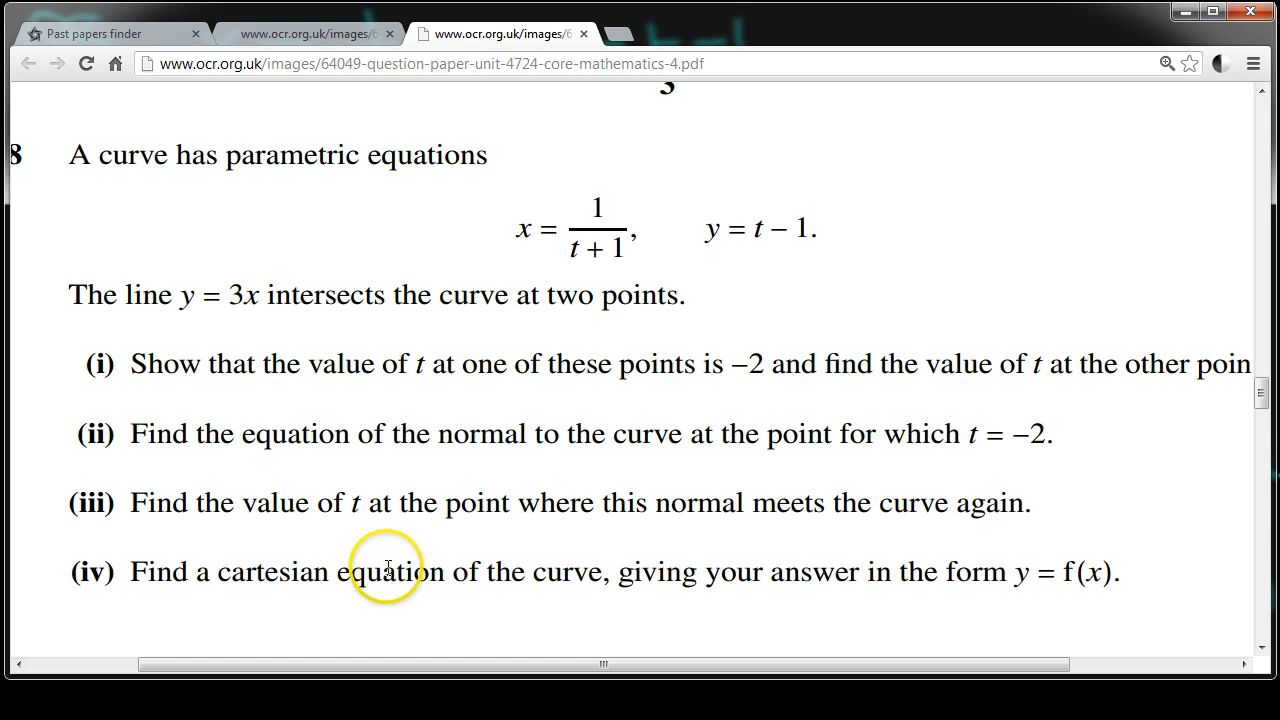 Past papers finder
www.ocr.org.uk/images/6
www.ocr.org.uk/images/6
www.ocr.org.uk/images/64049-question-paper-unit-4724-core-mathematics-4.pdf
3
8 A curve has parametric equations
x = 1/(t + 1), y = t − 1.
The line y = 3x intersects the curve at two points.
(i) Show that the value of t at one of these points is −2 and find the value of t at the other poin
(ii) Find the equation of the normal to the curve at the point for which t = −2.
(iii) Find the value of t at the point where this normal meets the curve again.
(iv) Find a cartesian equation of the curve, giving your answer in the form y = f(x).